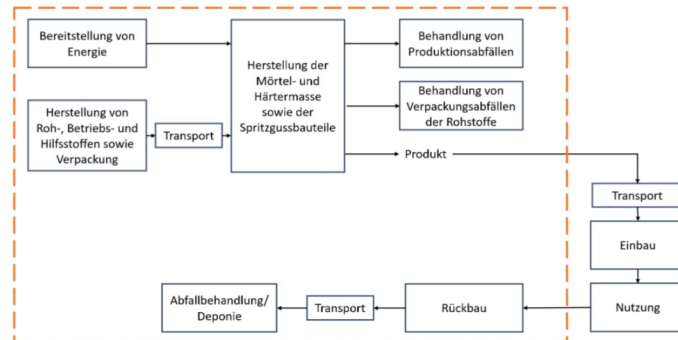 Bereitstellung von
Energie
Herstellung von
Roh-, Betriebs- und
Hilfsstoffen sowie
Verpackung
Transport
Herstellung der
Mörtel- und
Härtermasse
sowie der
Spritzgussbauteile
Behandlung von
Produktionsabfällen
Behandlung von
Verpackungsabfällen
der Rohstoffe
Produkt
Transport
Einbau
Nutzung
Rückbau
Transport
Abfallbehandlung/
Deponie